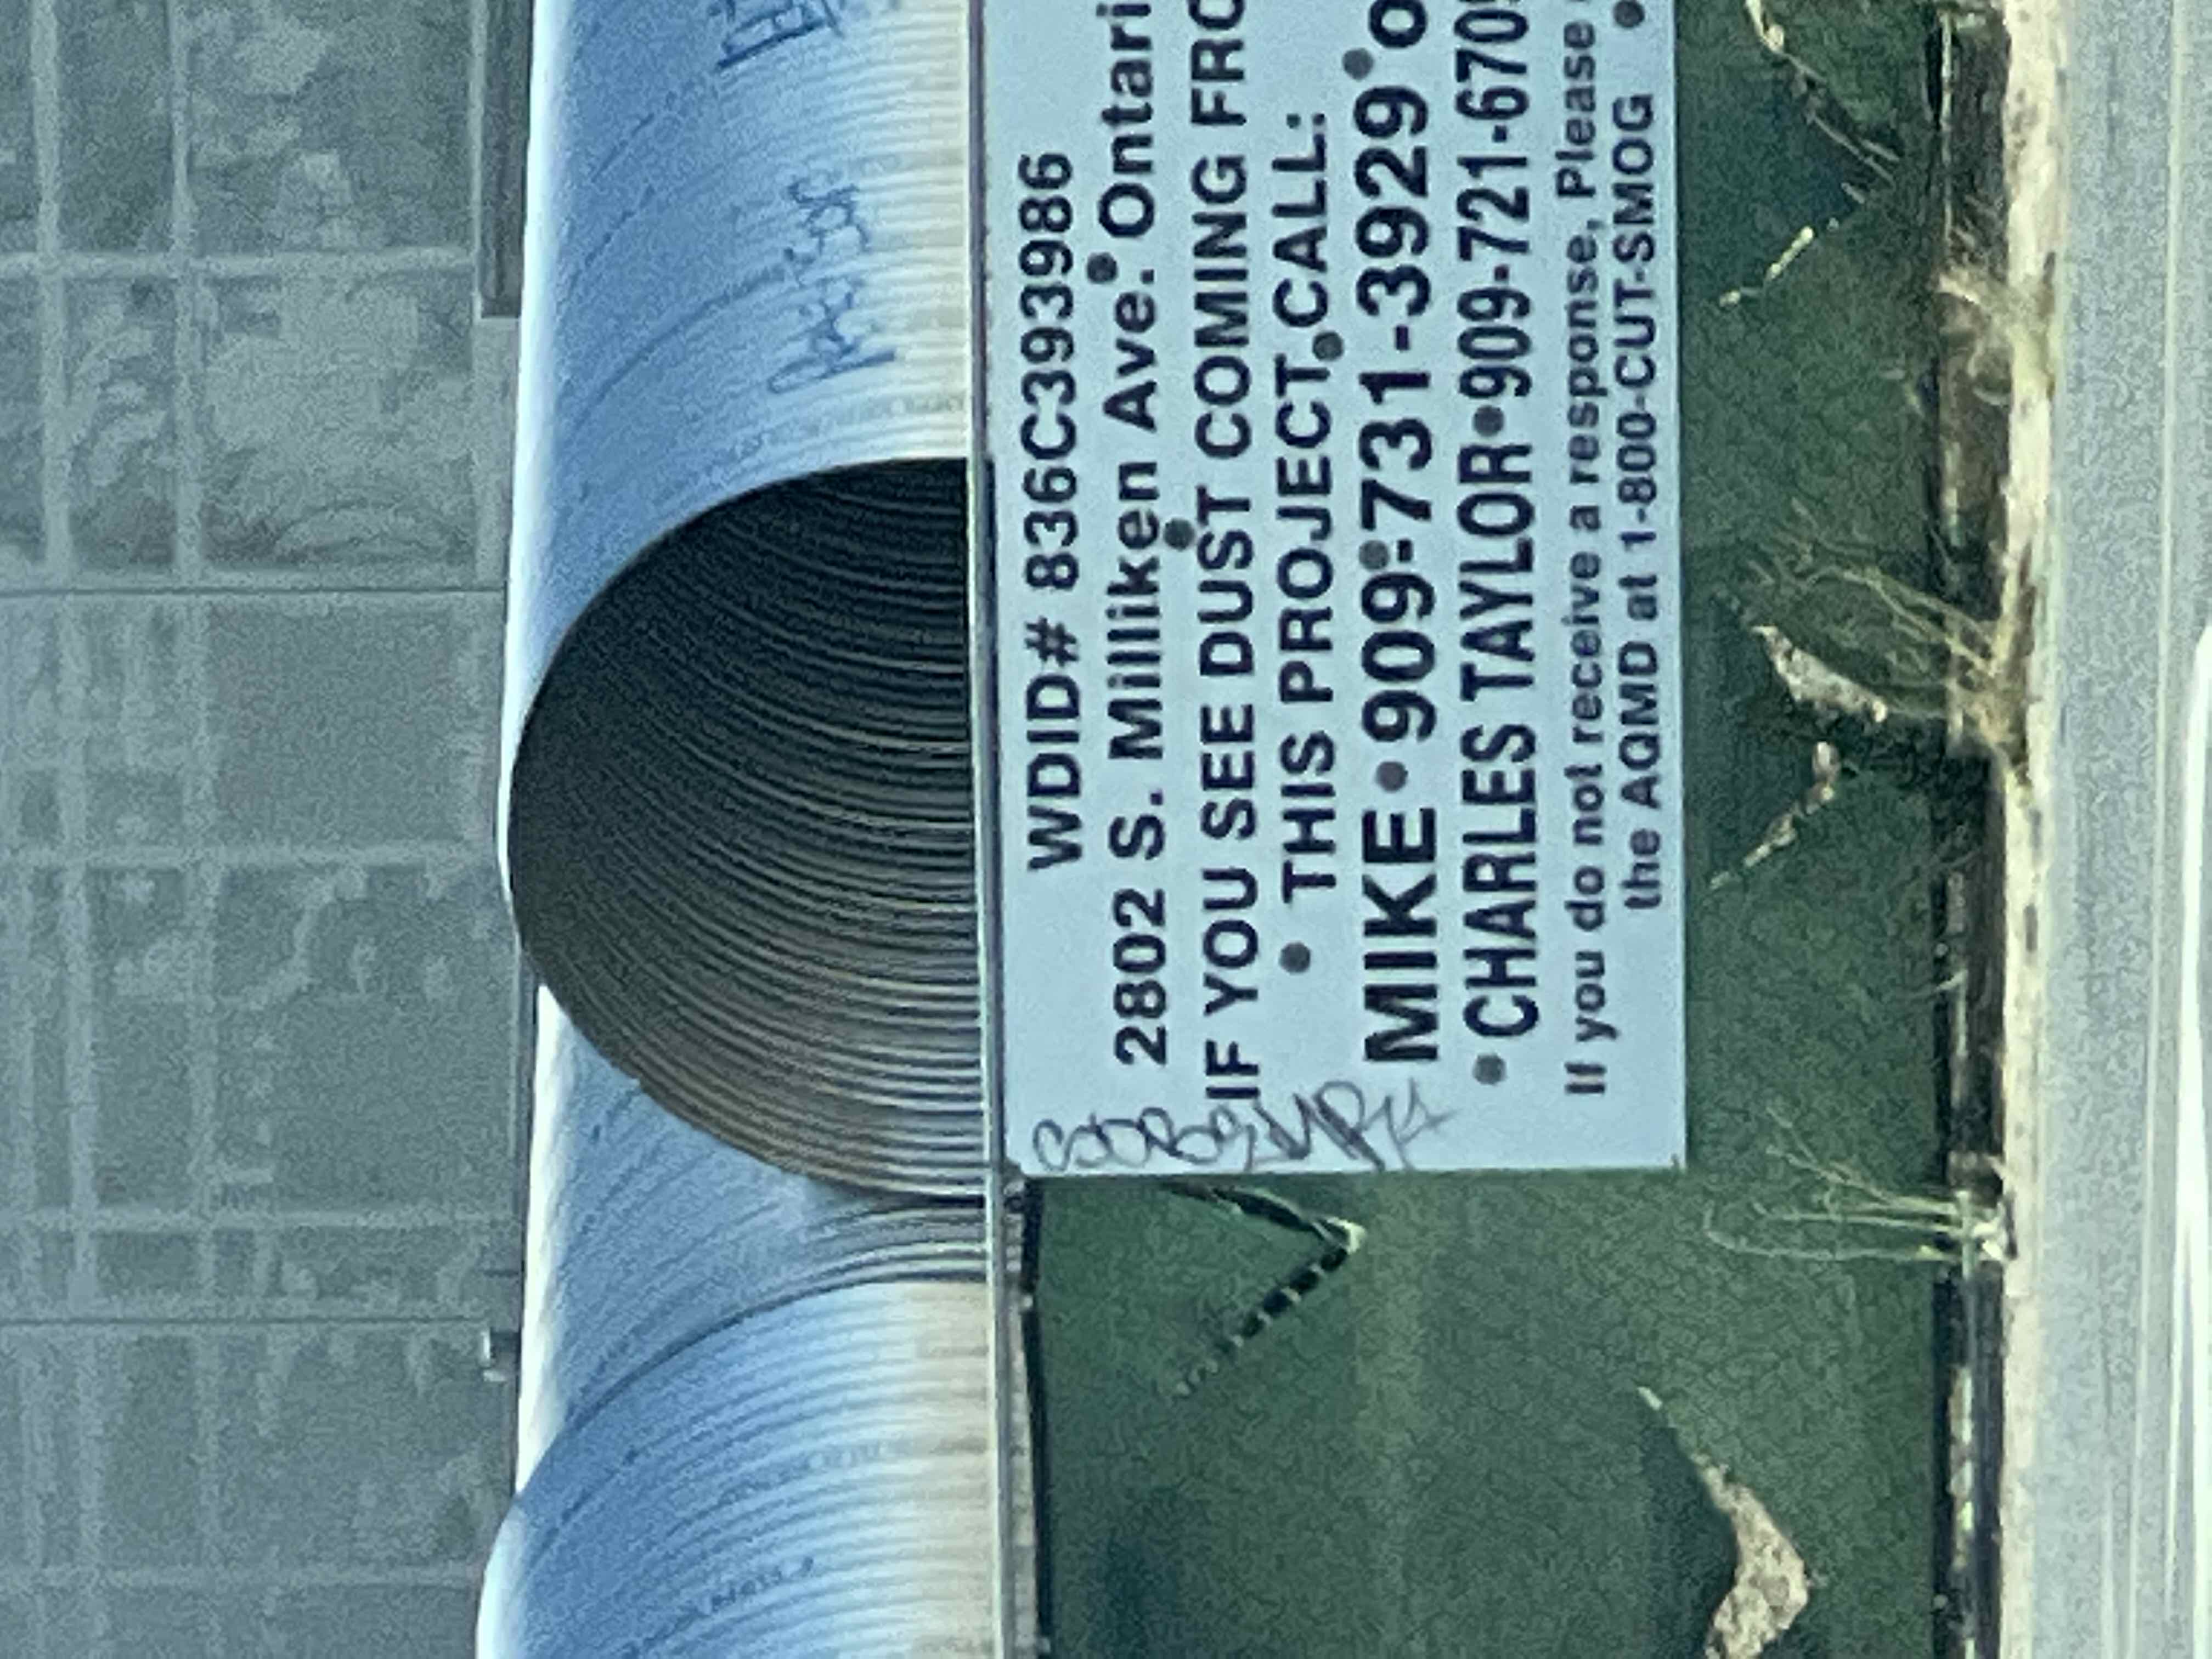 WDID# 836C393986
2802 S. Milliken Ave. Ontari
IF YOU SEE DUST COMING FRO
THIS PROJECT CALL:
MIKE 909-731-3929 o
CHARLES TAYLOR 909-721-6709
If you do not receive a response, Please
the AQMD at 1-800-CUT-SMOG